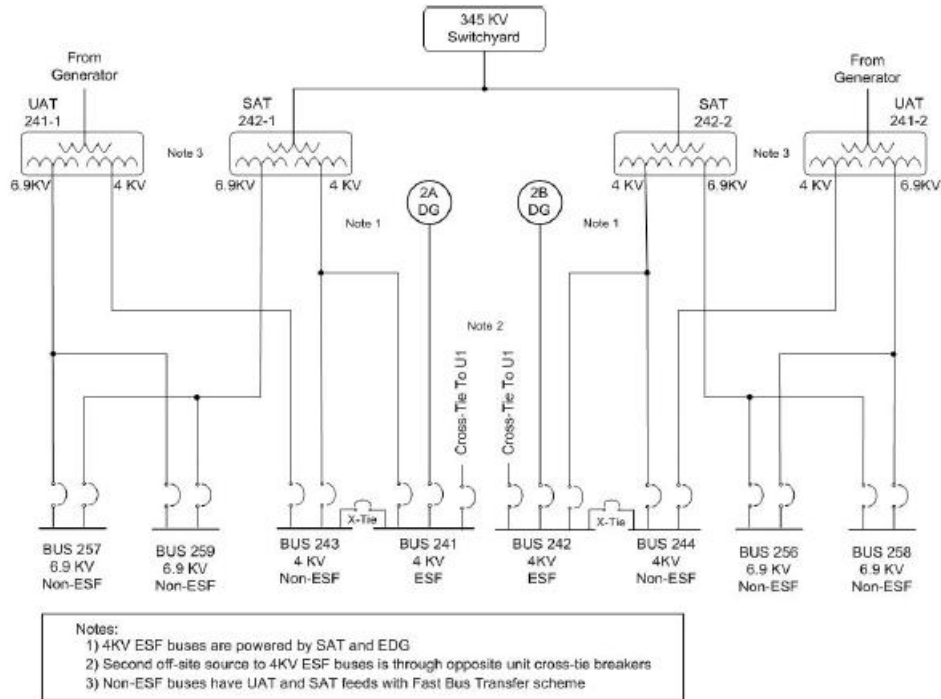 345 KV
Switchyard
From
Generator
From
Generator
UAT
241-1
SAT
242-1
SAT
242-2
UAT
241-2
Note 3
Note 3
6.9KV
4 KV
6.9KV
4 KV
4 KV
6.9KV
4 KV
6.9KV
2A
DG
2B
DG
Note 1
Note 1
Note 2
Cross-Tie To U1
Cross-Tie To U1
X-Tie
X-Tie
BUS 257
6.9 KV
Non-ESF
BUS 259
6.9 KV
Non-ESF
BUS 243
4 KV
Non-ESF
BUS 241
4 KV
ESF
BUS 242
4KV
ESF
BUS 244
4KV
Non-ESF
BUS 256
6.9 KV
Non-ESF
BUS 258
6.9 KV
Non-ESF
Notes:
1) 4KV ESF buses are powered by SAT and EDG
2) Second off-site source to 4KV ESF buses is through opposite unit cross-tie breakers
3) Non-ESF buses have UAT and SAT feeds with Fast Bus Transfer scheme